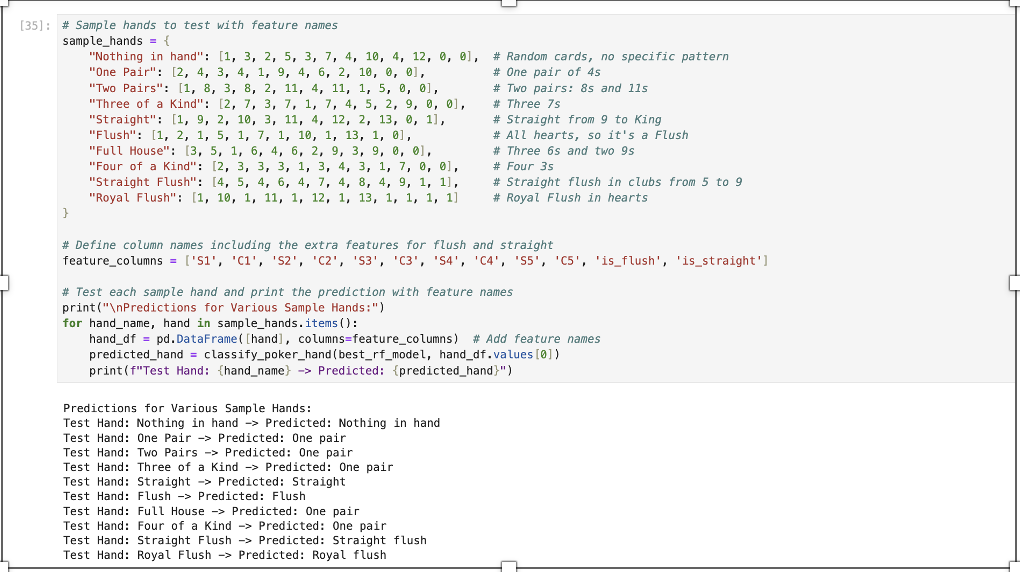 [35]: # Sample hands to test with feature names
sample_hands = {
"Nothing in hand": [1, 3, 2, 5, 3, 7, 4, 10, 4, 12, 0, 0],  # Random cards, no specific pattern
"One Pair": [2, 4, 3, 4, 1, 9, 4, 6, 2, 10, 0, 0],  # One pair of 4s
"Two Pairs": [1, 8, 3, 8, 2, 11, 4, 11, 1, 5, 0, 0],  # Two pairs: 8s and 11s
"Three of a Kind": [2, 7, 3, 7, 1, 7, 4, 5, 2, 9, 0, 0],  # Three 7s
"Straight": [1, 9, 2, 10, 3, 11, 4, 12, 2, 13, 0, 1],  # Straight from 9 to King
"Flush": [1, 2, 1, 5, 1, 7, 1, 10, 1, 13, 1, 0],  # All hearts, so it's a Flush
"Full House": [3, 5, 1, 6, 4, 6, 2, 9, 3, 9, 0, 0],  # Three 6s and two 9s
"Four of a Kind": [2, 3, 3, 3, 1, 3, 4, 3, 1, 7, 0, 0],  # Four 3s
"Straight Flush": [4, 5, 4, 6, 4, 7, 4, 8, 4, 9, 1, 1],  # Straight flush in clubs from 5 to 9
"Royal Flush": [1, 10, 1, 11, 1, 12, 1, 13, 1, 1, 1, 1]  # Royal Flush in hearts
}
# Define column names including the extra features for flush and straight
feature_columns = ['S1', 'C1', 'S2', 'C2', 'S3', 'C3', 'S4', 'C4', 'S5', 'C5', 'is_flush', 'is_straight']
# Test each sample hand and print the prediction with feature names
print("\nPredictions for Various Sample Hands:")
for hand_name, hand in sample_hands.items():
hand_df = pd.DataFrame([hand], columns=feature_columns)  # Add feature names
predicted_hand = classify_poker_hand(best_rf_model, hand_df.values[0])
print(f"Test Hand: {hand_name} -> Predicted: {predicted_hand}")
Predictions for Various Sample Hands:
Test Hand: Nothing in hand -> Predicted: Nothing in hand
Test Hand: One Pair -> Predicted: One pair
Test Hand: Two Pairs -> Predicted: One pair
Test Hand: Three of a Kind -> Predicted: One pair
Test Hand: Straight -> Predicted: Straight
Test Hand: Flush -> Predicted: Flush
Test Hand: Full House -> Predicted: One pair
Test Hand: Four of a Kind -> Predicted: One pair
Test Hand: Straight Flush -> Predicted: Straight flush
Test Hand: Royal Flush -> Predicted: Royal flush